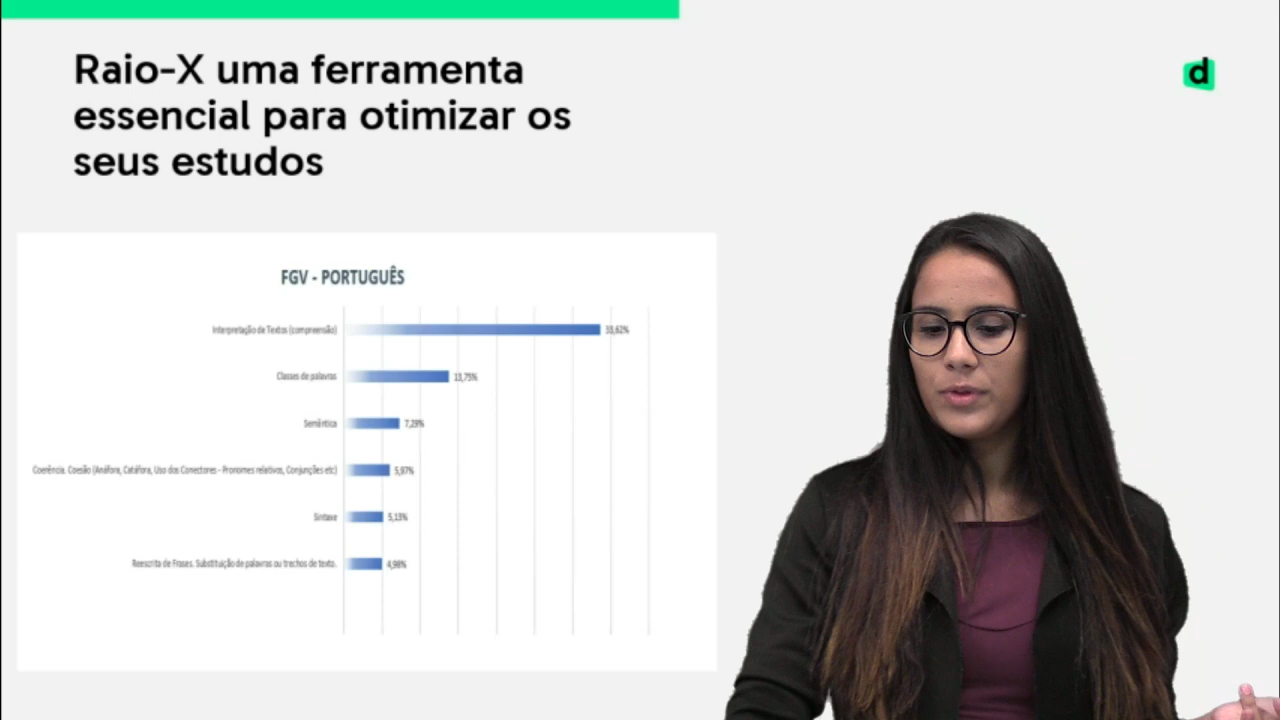 Raio-X uma ferramenta
essencial para otimizar os
seus estudos
d
FGV - PORTUGUÊS
Interpretação de Textos (compreensão)
33,62%
Classes de palavras
13,75%
Semântica
7,29%
Coerência. Coesão (Anáfora, Catáfora, Uso dos Conectores - Pronomes relativos, Conjunções etc)
5,97%
Sintaxe
5,13%
Reescrita de Frases. Substituição de palavras ou trechos de texto.
4,98%